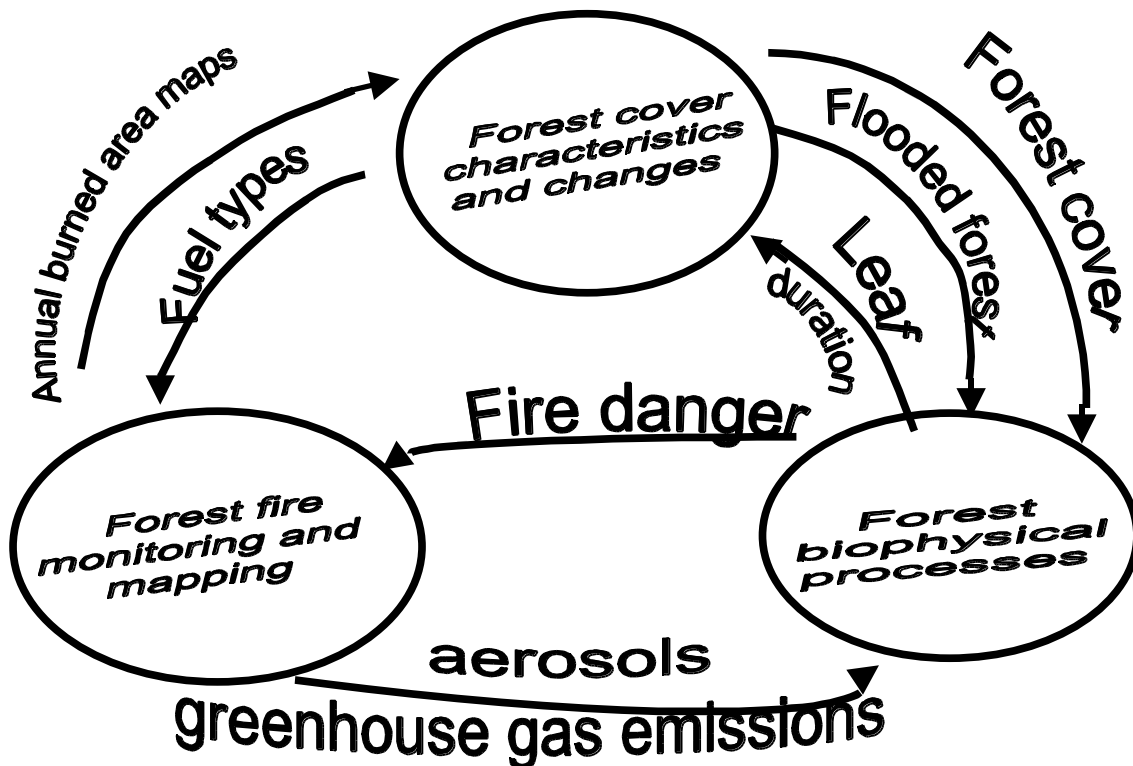 Annual burned area maps
Fuel types
Forest cover
characteristics
and changes
Flooded forest
Forest cover
Leaf
duration
Fire danger
Forest fire
monitoring and
mapping
Forest
biophysical
processes
aerosols
greenhouse gas emissions